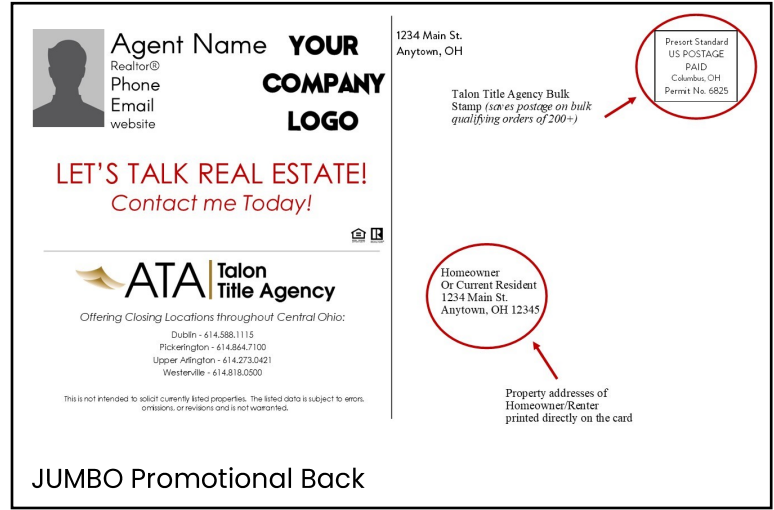 Agent Name
Realtor®
Phone
Email
website
YOUR
COMPANY
LOGO
LET'S TALK REAL ESTATE!
Contact me Today!
ATA Talon
Title Agency
Offering Closing Locations throughout Central Ohio:
Dublin - 614.588.1115
Pickerington - 614.864.7100
Upper Arlington - 614.273.0421
Westerville - 614.818.0500
This is not intended to solicit currently listed properties. The listed data is subject to errors,
omissions, or revisions and is not warranted.
1234 Main St.
Anytown, OH
Presort Standard
US POSTAGE
PAID
Columbus, OH
Permit No. 6825
Talon Title Agency Bulk
Stamp (saves postage on bulk
qualifying orders of 200+)
Homeowner
Or Current Resident
1234 Main St.
Anytown, OH 12345
Property addresses of
Homeowner/Renter
printed directly on the card
JUMBO Promotional Back